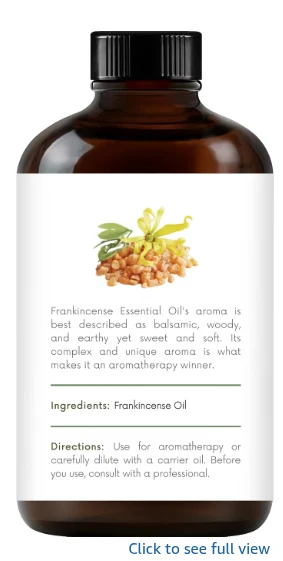 Frankincense Essential Oil's aroma is
best described as balsamic, woody,
and earthy yet sweet and soft. Its
complex and unique aroma is what
makes it an aromatherapy winner.
Ingredients: Frankincense Oil
Directions: Use for aromatherapy or
carefully dilute with a carrier oil. Before
you use, consult with a professional.
Click to see full view